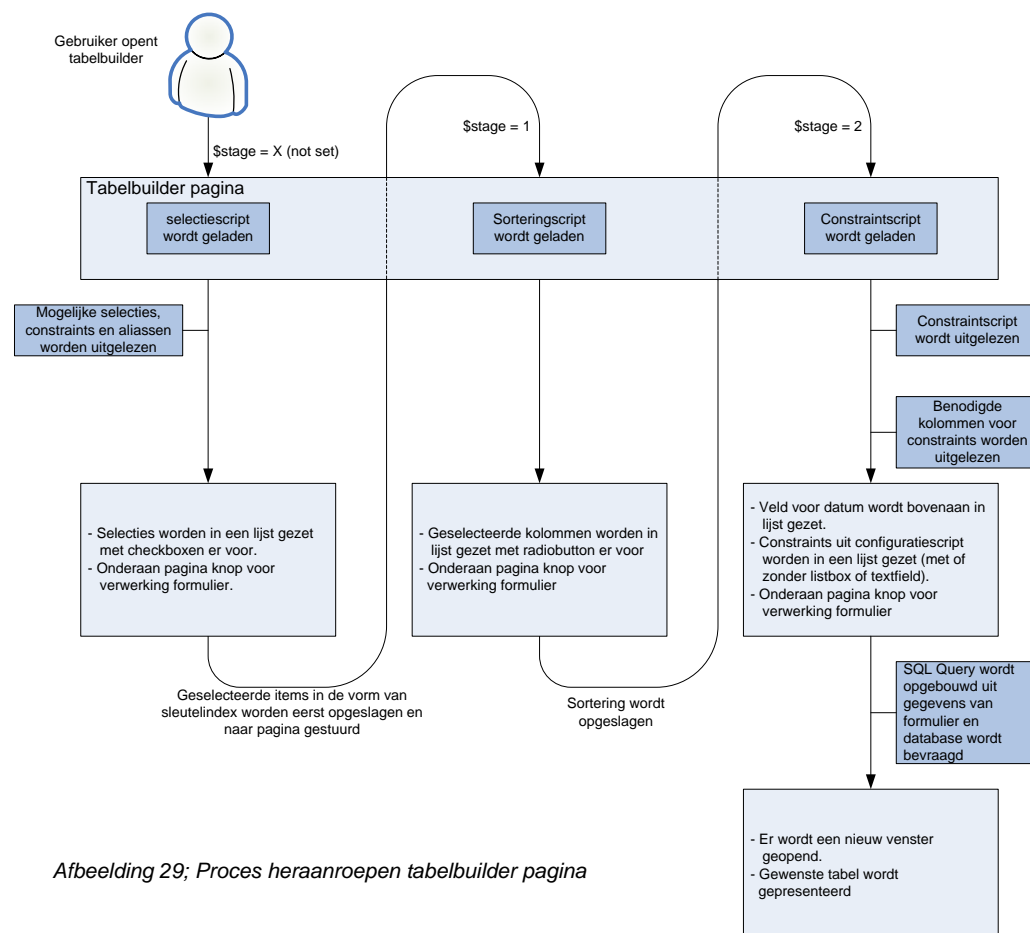 Gebruiker opent
tabelbuilder
$stage = X (not set)
$stage = 1
$stage = 2
Tabelbuilder pagina
selectiescript
wordt geladen
Sorteringscript
wordt geladen
Constraintscript
wordt geladen
Mogelijke selecties,
constraints en aliassen
worden uitgelezen
Constraintscript
wordt uitgelezen
Benodigde
kolommen voor
constraints worden
uitgelezen
- Selecties worden in een lijst gezet
met checkboxen er voor.
- Onderaan pagina knop voor
verwerking formulier.
- Geselecteerde kolommen worden in
lijst gezet met radiobutton er voor
- Onderaan pagina knop voor
verwerking formulier
- Veld voor datum wordt bovenaan in
lijst gezet.
- Constraints uit configuratiescript
worden in een lijst gezet (met of
zonder listbox of textfield).
- Onderaan pagina knop voor
verwerking formulier
Geselecteerde items in de vorm van
sleutelindex worden eerst opgeslagen en
naar pagina gestuurd
Sortering wordt
opgeslagen
SQL Query wordt
opgebouwd uit
gegevens van
formulier en
database wordt
bevraagd
- Er wordt een nieuw venster
geopend.
- Gewenste tabel wordt
gepresenteerd
Afbeelding 29; Proces heraanroepen tabelbuilder pagina